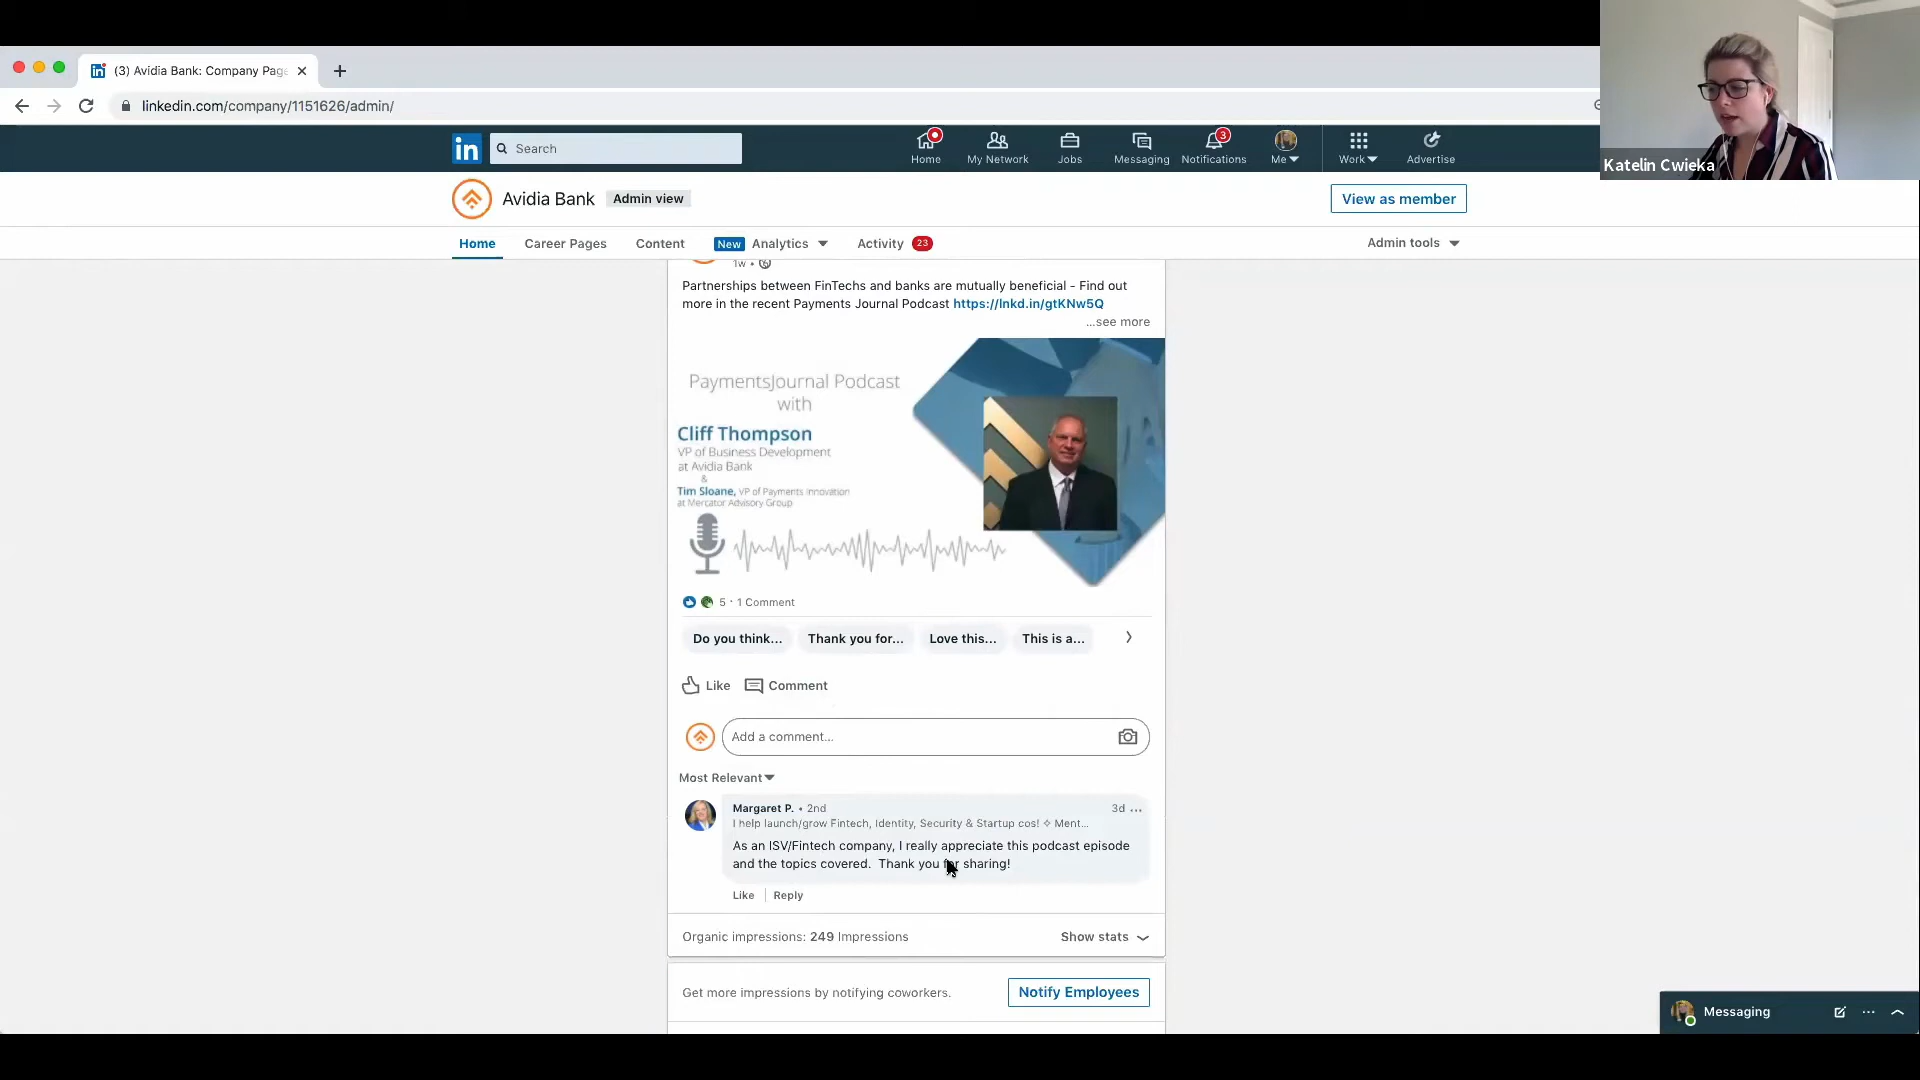 (3) Avidia Bank: Company Page
linkedin.com/company/1151626/admin/
Katelin Cwieka
in
Search
Home
My Network
Jobs
Messaging
3
Notifications
Me
Work
Advertise
Avidia Bank
Admin view
View as member
Home
Career Pages
Content
New
Analytics
Activity
23
Admin tools
1w •
Partnerships between FinTechs and banks are mutually beneficial - Find out
more in the recent Payments Journal Podcast https://lnkd.in/gtKNw5Q
...see more
PaymentsJournal Podcast
with
Cliff Thompson
VP of Business Development
at Avidia Bank
&
Tim Sloane, VP of Payments Innovation
at Mercator Advisory Group
5 · 1 Comment
Do you think...
Thank you for...
Love this...
This is a...
Like
Comment
Add a comment...
Most Relevant
Margaret P. • 2nd
3d ...
I help launch/grow Fintech, Identity, Security & Startup cos! ✧ Ment...
As an ISV/Fintech company, I really appreciate this podcast episode
and the topics covered.  Thank you for sharing!
Like
Reply
Organic impressions: 249 Impressions
Show stats
Get more impressions by notifying coworkers.
Notify Employees
Messaging